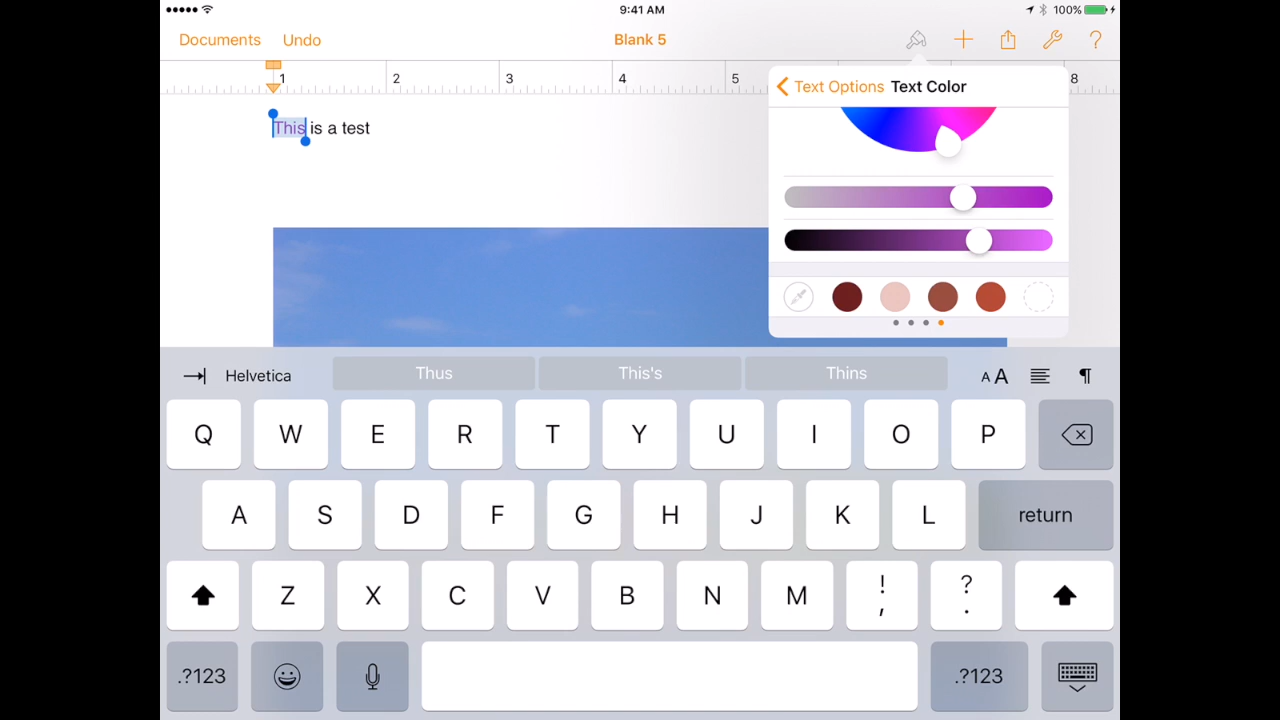 9:41 AM 100%
Documents Undo Blank 5 ?
1 2 3 4 5 8
Text Options Text Color
This is a test
Helvetica Thus This's Thins AA ¶
Q W E R T Y U I O P
A S D F G H J K L return
Z X C V B N M ! , ? .
.?123 .?123